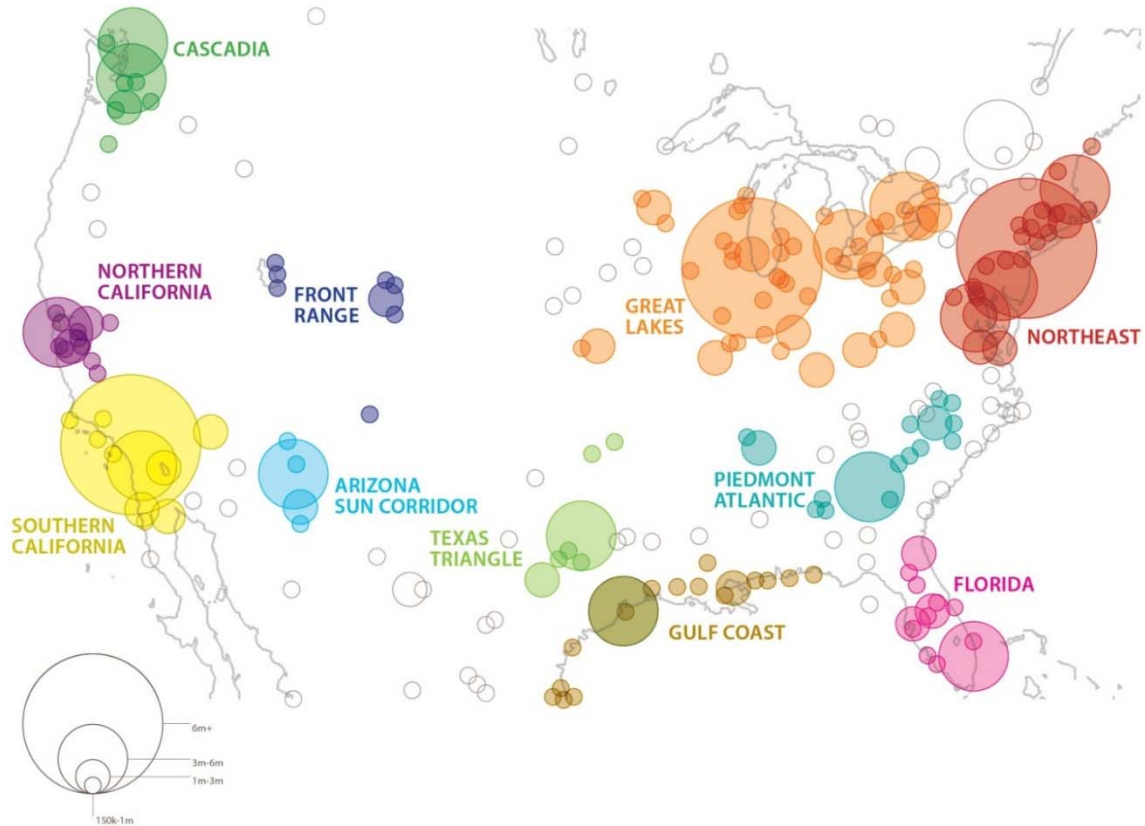 CASCADIA
NORTHERN
CALIFORNIA
FRONT
RANGE
GREAT
LAKES
NORTHEAST
SOUTHERN
CALIFORNIA
ARIZONA
SUN CORRIDOR
TEXAS
TRIANGLE
PIEDMONT
ATLANTIC
GULF COAST
FLORIDA
6m+
3m-6m
1m-3m
150k-1m